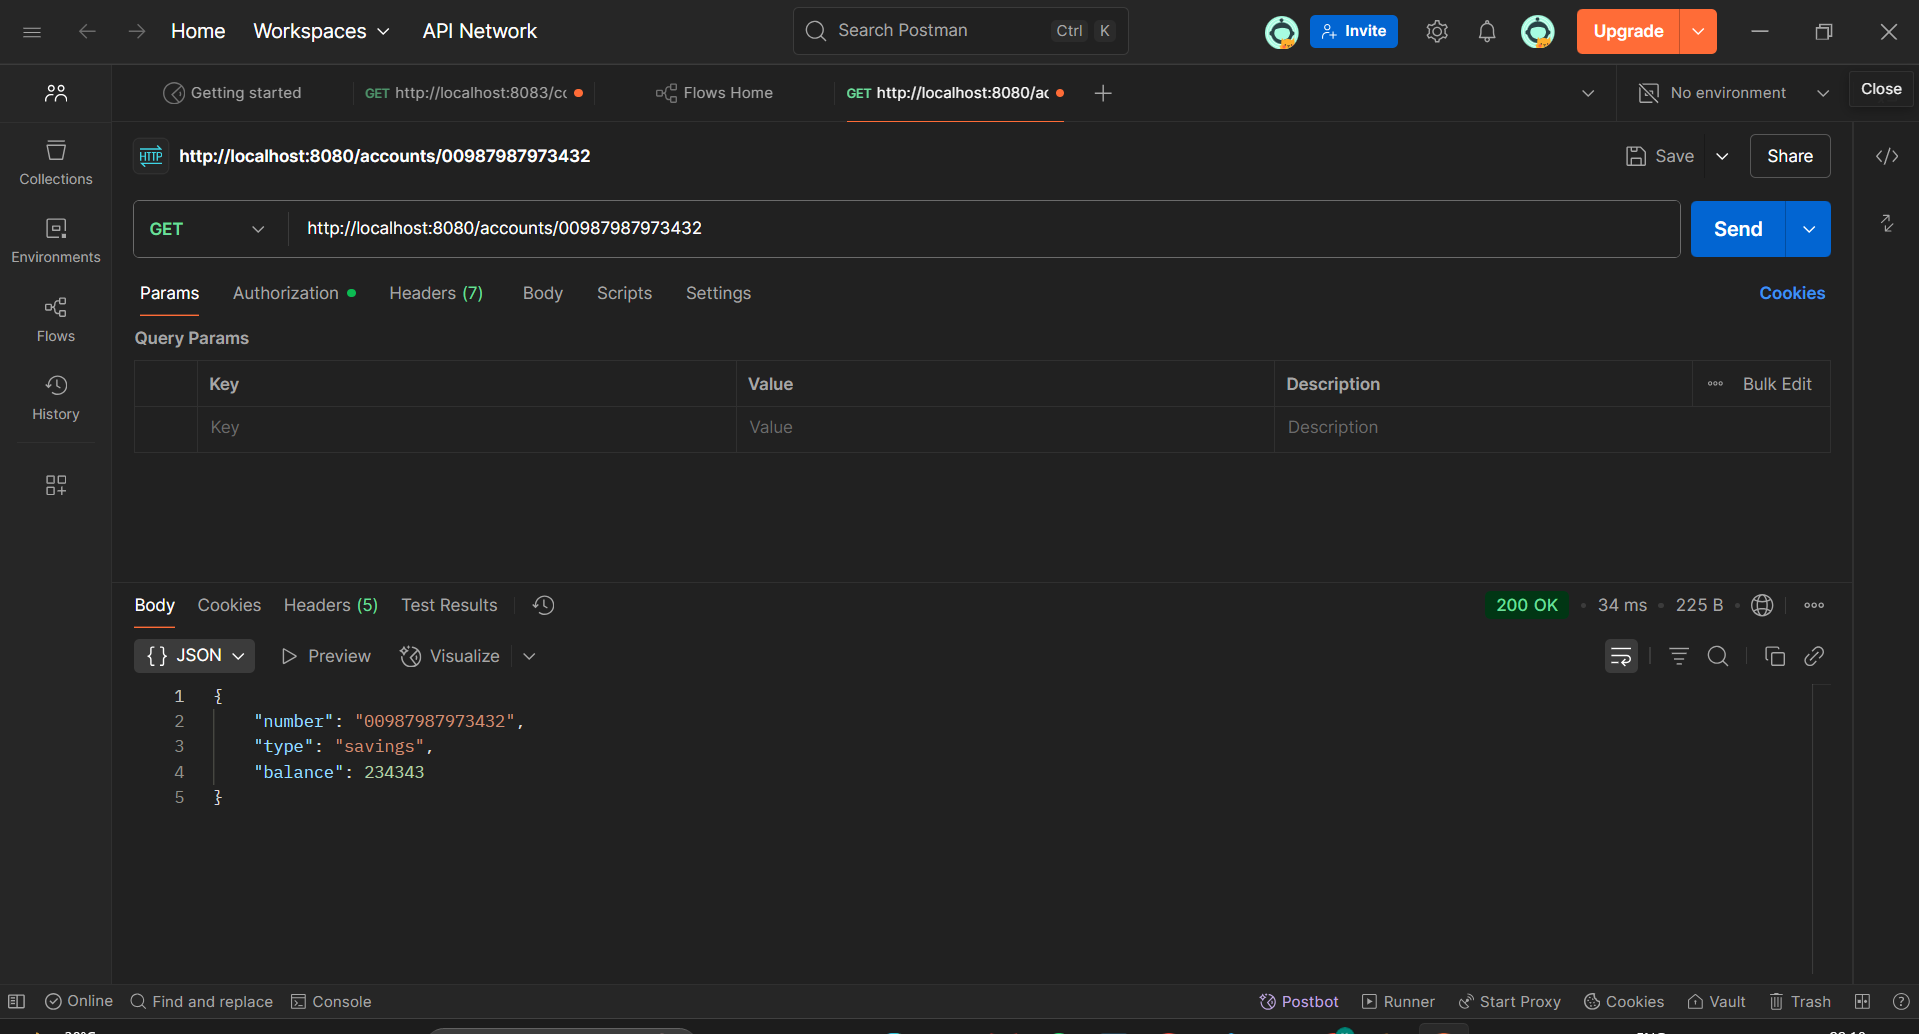 Home Workspaces API Network Search Postman Ctrl K Invite Upgrade
Getting started GET http://localhost:8083/cc Flows Home GET http://localhost:8080/ac No environment Close
HTTP http://localhost:8080/accounts/00987987973432 Save Share
Collections
GET http://localhost:8080/accounts/00987987973432 Send
Environments
Params Authorization Headers (7) Body Scripts Settings Cookies
Flows
Query Params
Key Value Description Bulk Edit
History
Key Value Description
Body Cookies Headers (5) Test Results 200 OK 34 ms 225 B
{} JSON Preview Visualize
1 {
2 "number": "00987987973432",
3 "type": "savings",
4 "balance": 234343
5 }
Online Find and replace Console Postbot Runner Start Proxy Cookies Vault Trash